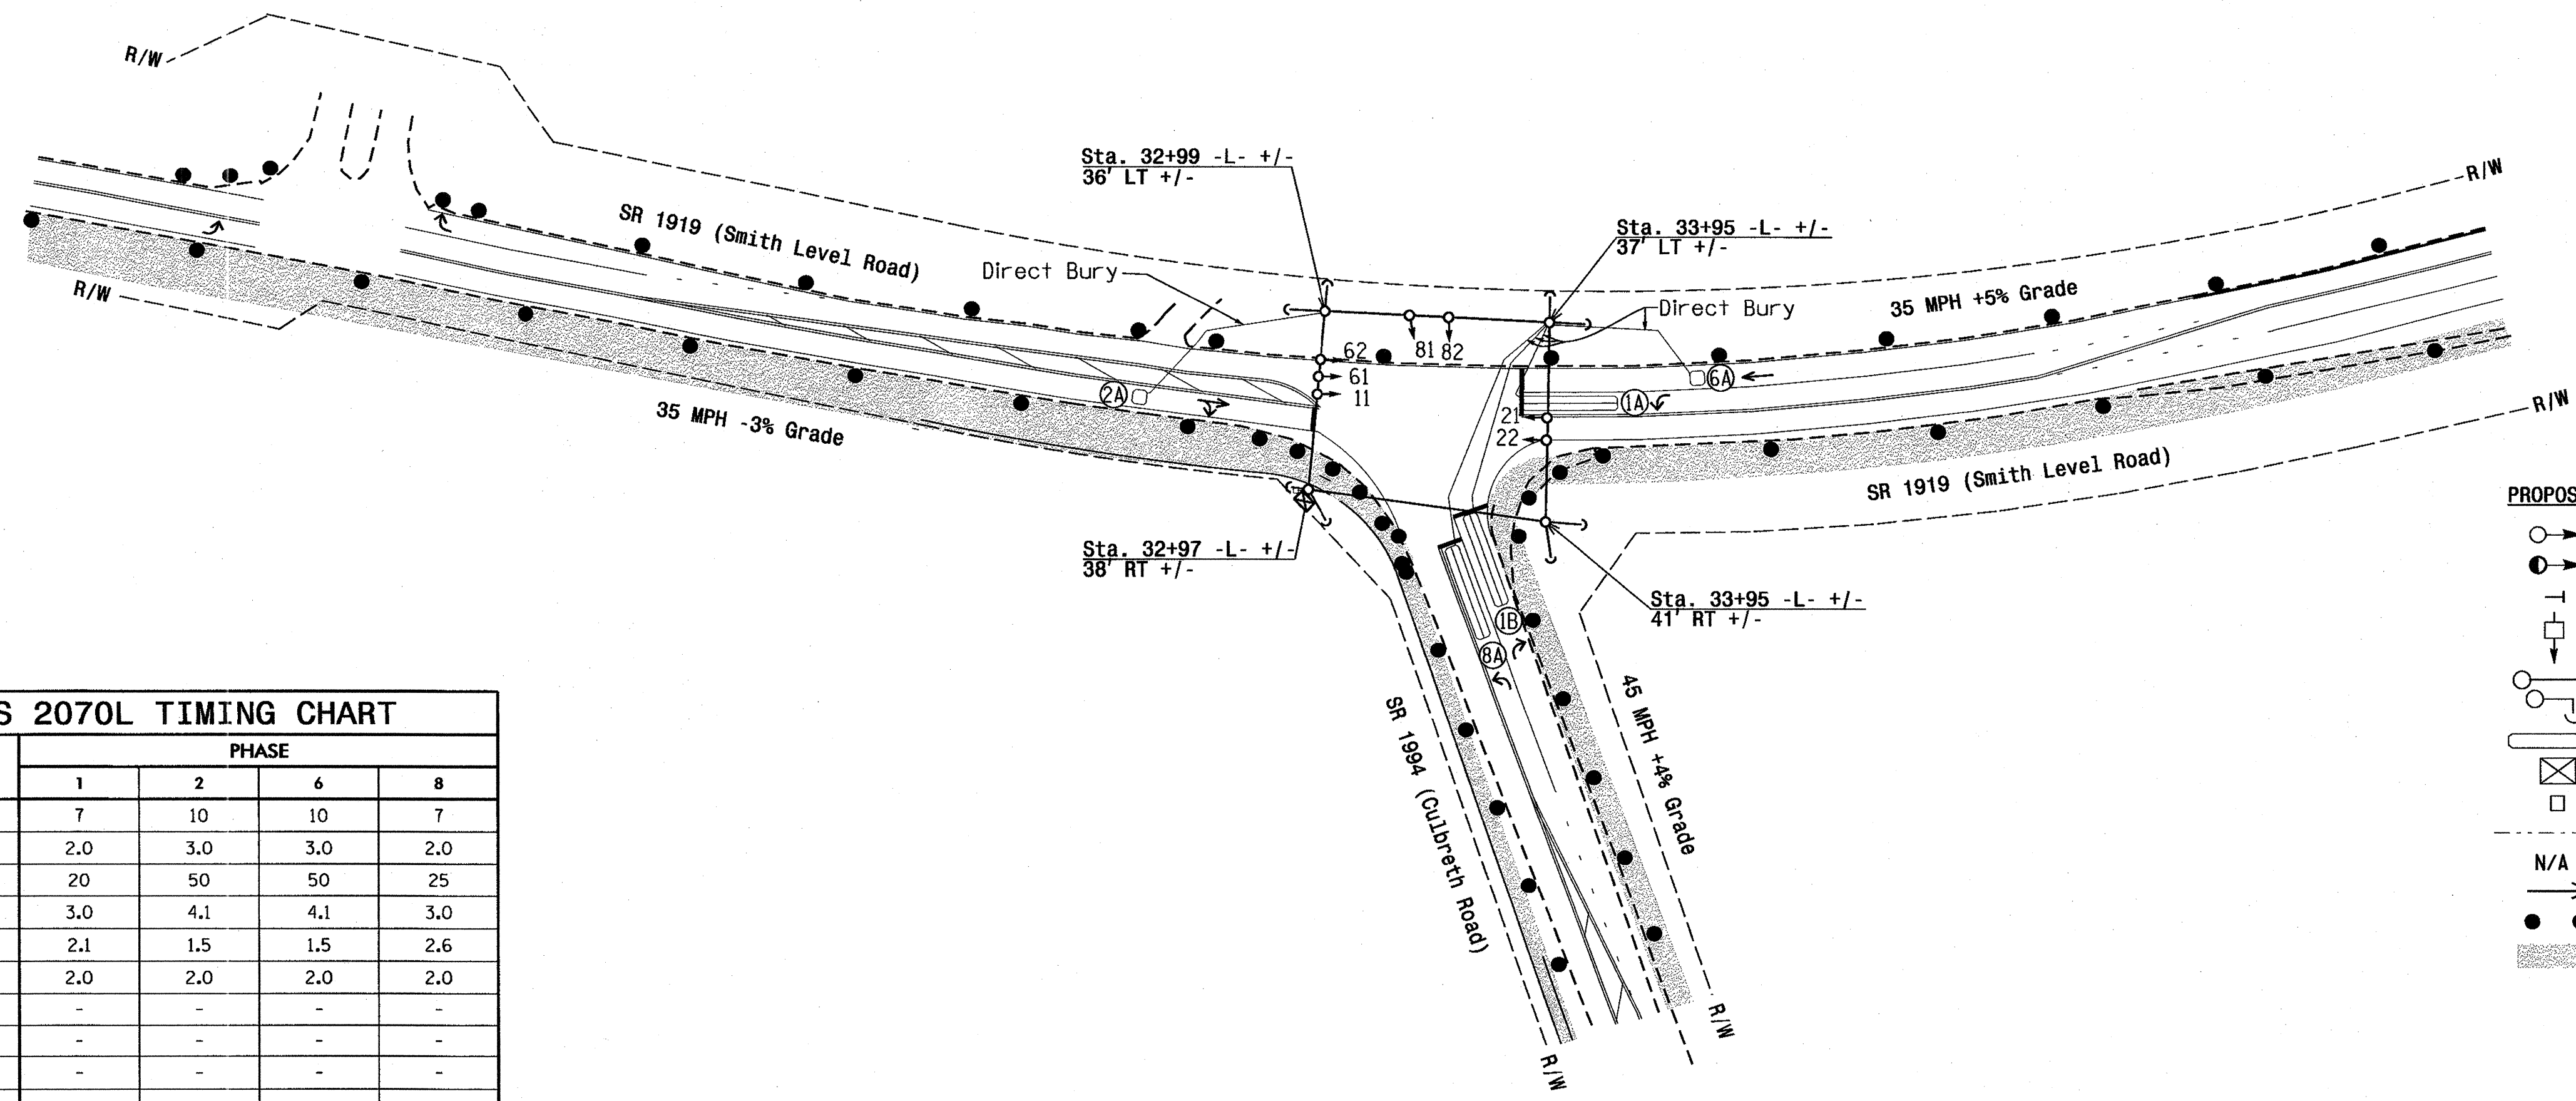 R/W
R/W
SR 1919 (Smith Level Road)
35 MPH -3% Grade
Sta. 32+99 -L- +/-
36' LT +/-
Direct Bury
2A
62
61
11
81 82
Sta. 33+95 -L- +/-
37' LT +/-
Direct Bury
35 MPH +5% Grade
R/W
6A
1A
21
22
SR 1919 (Smith Level Road)
R/W
Sta. 32+97 -L- +/-
38' RT +/-
Sta. 33+95 -L- +/-
41' RT +/-
1B
8A
SR 1994 (Culbreth Road)
45 MPH +4% Grade
R/W
R/W
PROPOS
N/A
S 2070L TIMING CHART
PHASE
1 2 6 8
7 10 10 7
2.0 3.0 3.0 2.0
20 50 50 25
3.0 4.1 4.1 3.0
2.1 1.5 1.5 2.6
2.0 2.0 2.0 2.0
- - - -
- - - -
- - - -